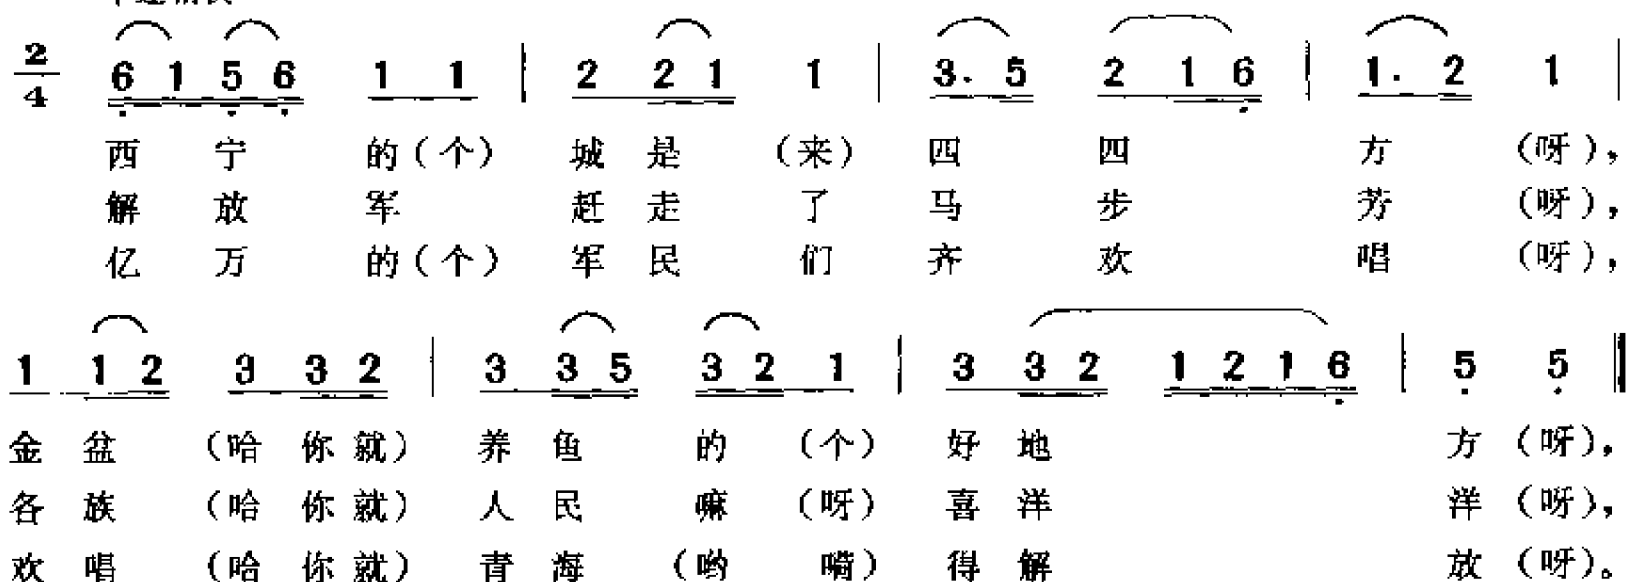 2/4 6 1 5 6 1 1 | 2 2 1 1 | 3. 5 2 1 6 | 1. 2 1 |
西 宁 的(个) 城 是 (来) 四 四 方 (呀),
解 放 军 赶 走 了 马 步 芳 (呀),
亿 万 的(个) 军 民 们 齐 欢 唱 (呀),
1 1 2 3 3 2 | 3 3 5 3 2 1 | 3 3 2 1 2 1 6 | 5 5 ‖
金 盆 (哈 你 就) 养 鱼 的 (个) 好 地 方 (呀),
各 族 (哈 你 就) 人 民 嘛 (呀) 喜 洋 洋 (呀),
欢 唱 (哈 你 就) 青 海 (哟 嗬) 得 解 放 (呀)。